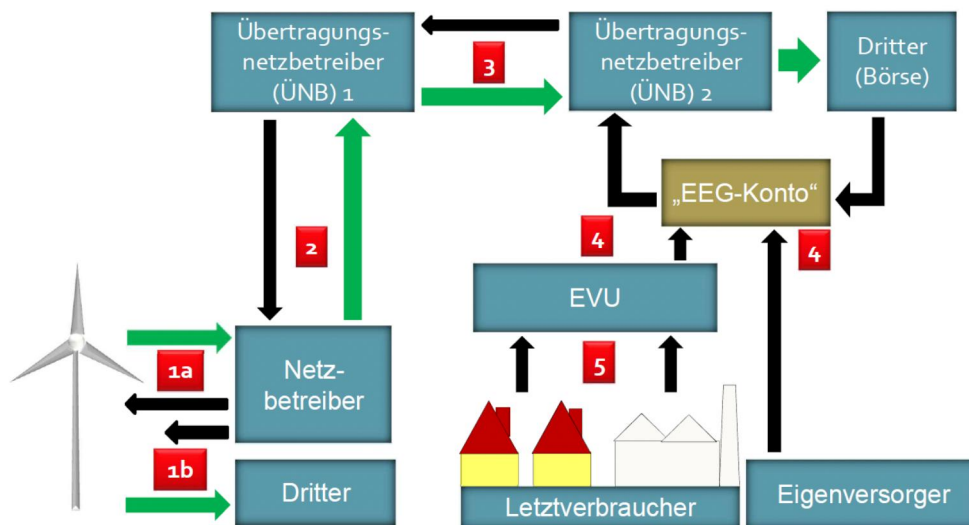 Übertragungs-
netzbetreiber
(ÜNB) 1
Übertragungs-
netzbetreiber
(ÜNB) 2
Dritter
(Börse)
3
„EEG-Konto“
2
4
4
EVU
1a
Netz-
betreiber
5
1b
Dritter
Letztverbraucher
Eigenversorger